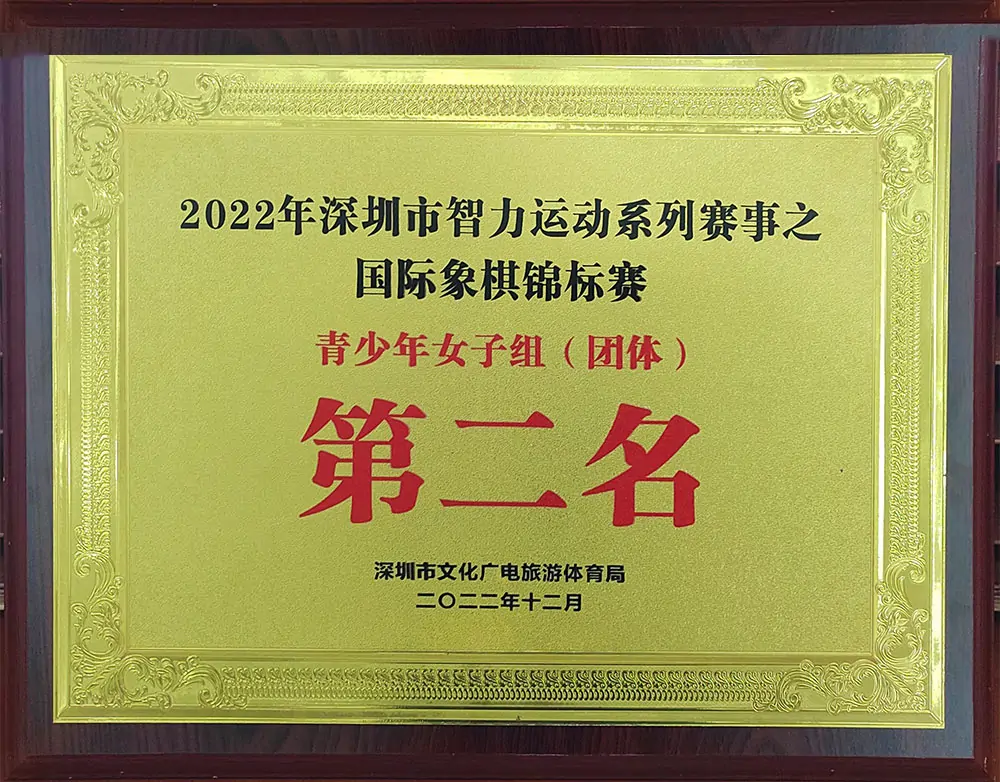 2022年深圳市智力运动系列赛事之
国际象棋锦标赛
青少年女子组（团体）
第二名
深圳市文化广电旅游体育局
二〇二二年十二月